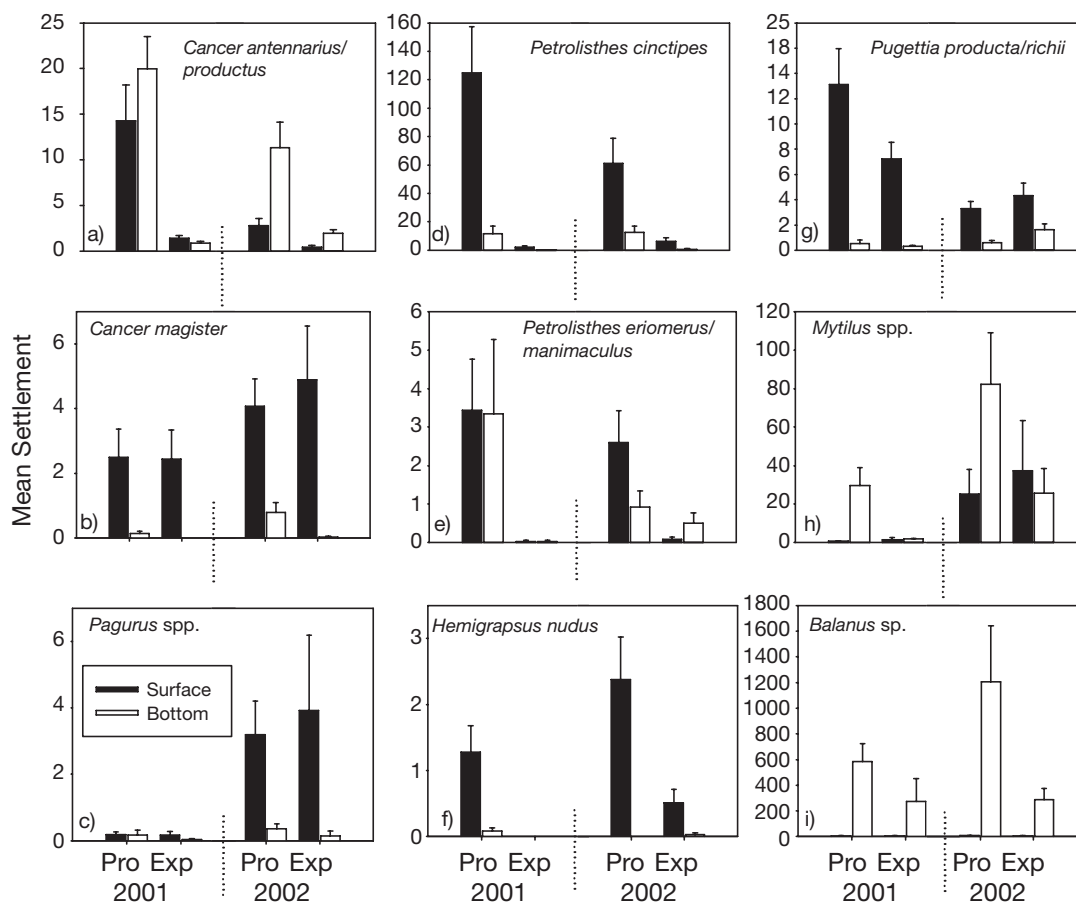 Mean Settlement
25
20
15
10
5
0
Cancer antennarius/
productus
a)
160
140
120
100
80
60
40
20
0
Petrolisthes cinctipes
d)
18
12
14
12
10
8
6
4
2
0
Pugettia producta/richii
g)
6
4
2
0
Cancer magister
b)
6
5
4
3
2
1
0
Petrolisthes eriomerus/
manimaculus
e)
120
100
80
60
40
20
0
Mytilus spp.
h)
6
4
2
0
Pagurus spp.
Surface
Bottom
c)
3
2
1
0
Hemigrapsus nudus
f)
1800
1600
1400
1200
1000
800
600
400
200
0
Balanus sp.
i)
Pro Exp Pro Exp
2001 2002
Pro Exp Pro Exp
2001 2002
Pro Exp Pro Exp
2001 2002